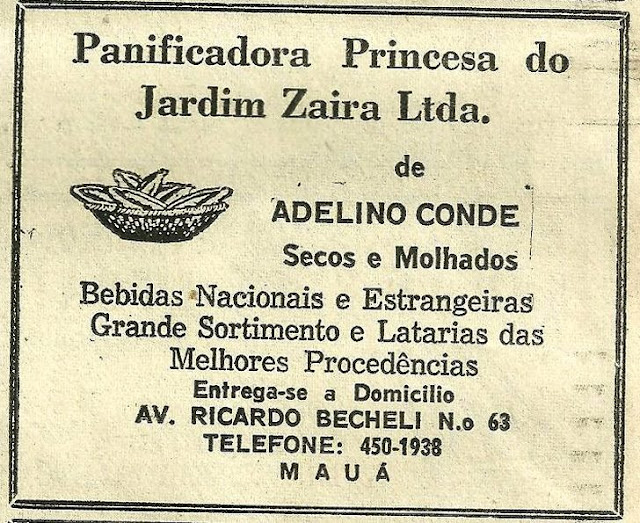 Panificadora Princesa do
Jardim Zaira Ltda.
de
ADELINO CONDE
Secos e Molhados
Bebidas Nacionais e Estrangeiras
Grande Sortimento e Latarias das
Melhores Procedências
Entrega-se a Domicilio
AV. RICARDO BECHELI N.o 63
TELEFONE: 450-1938
MAUÁ